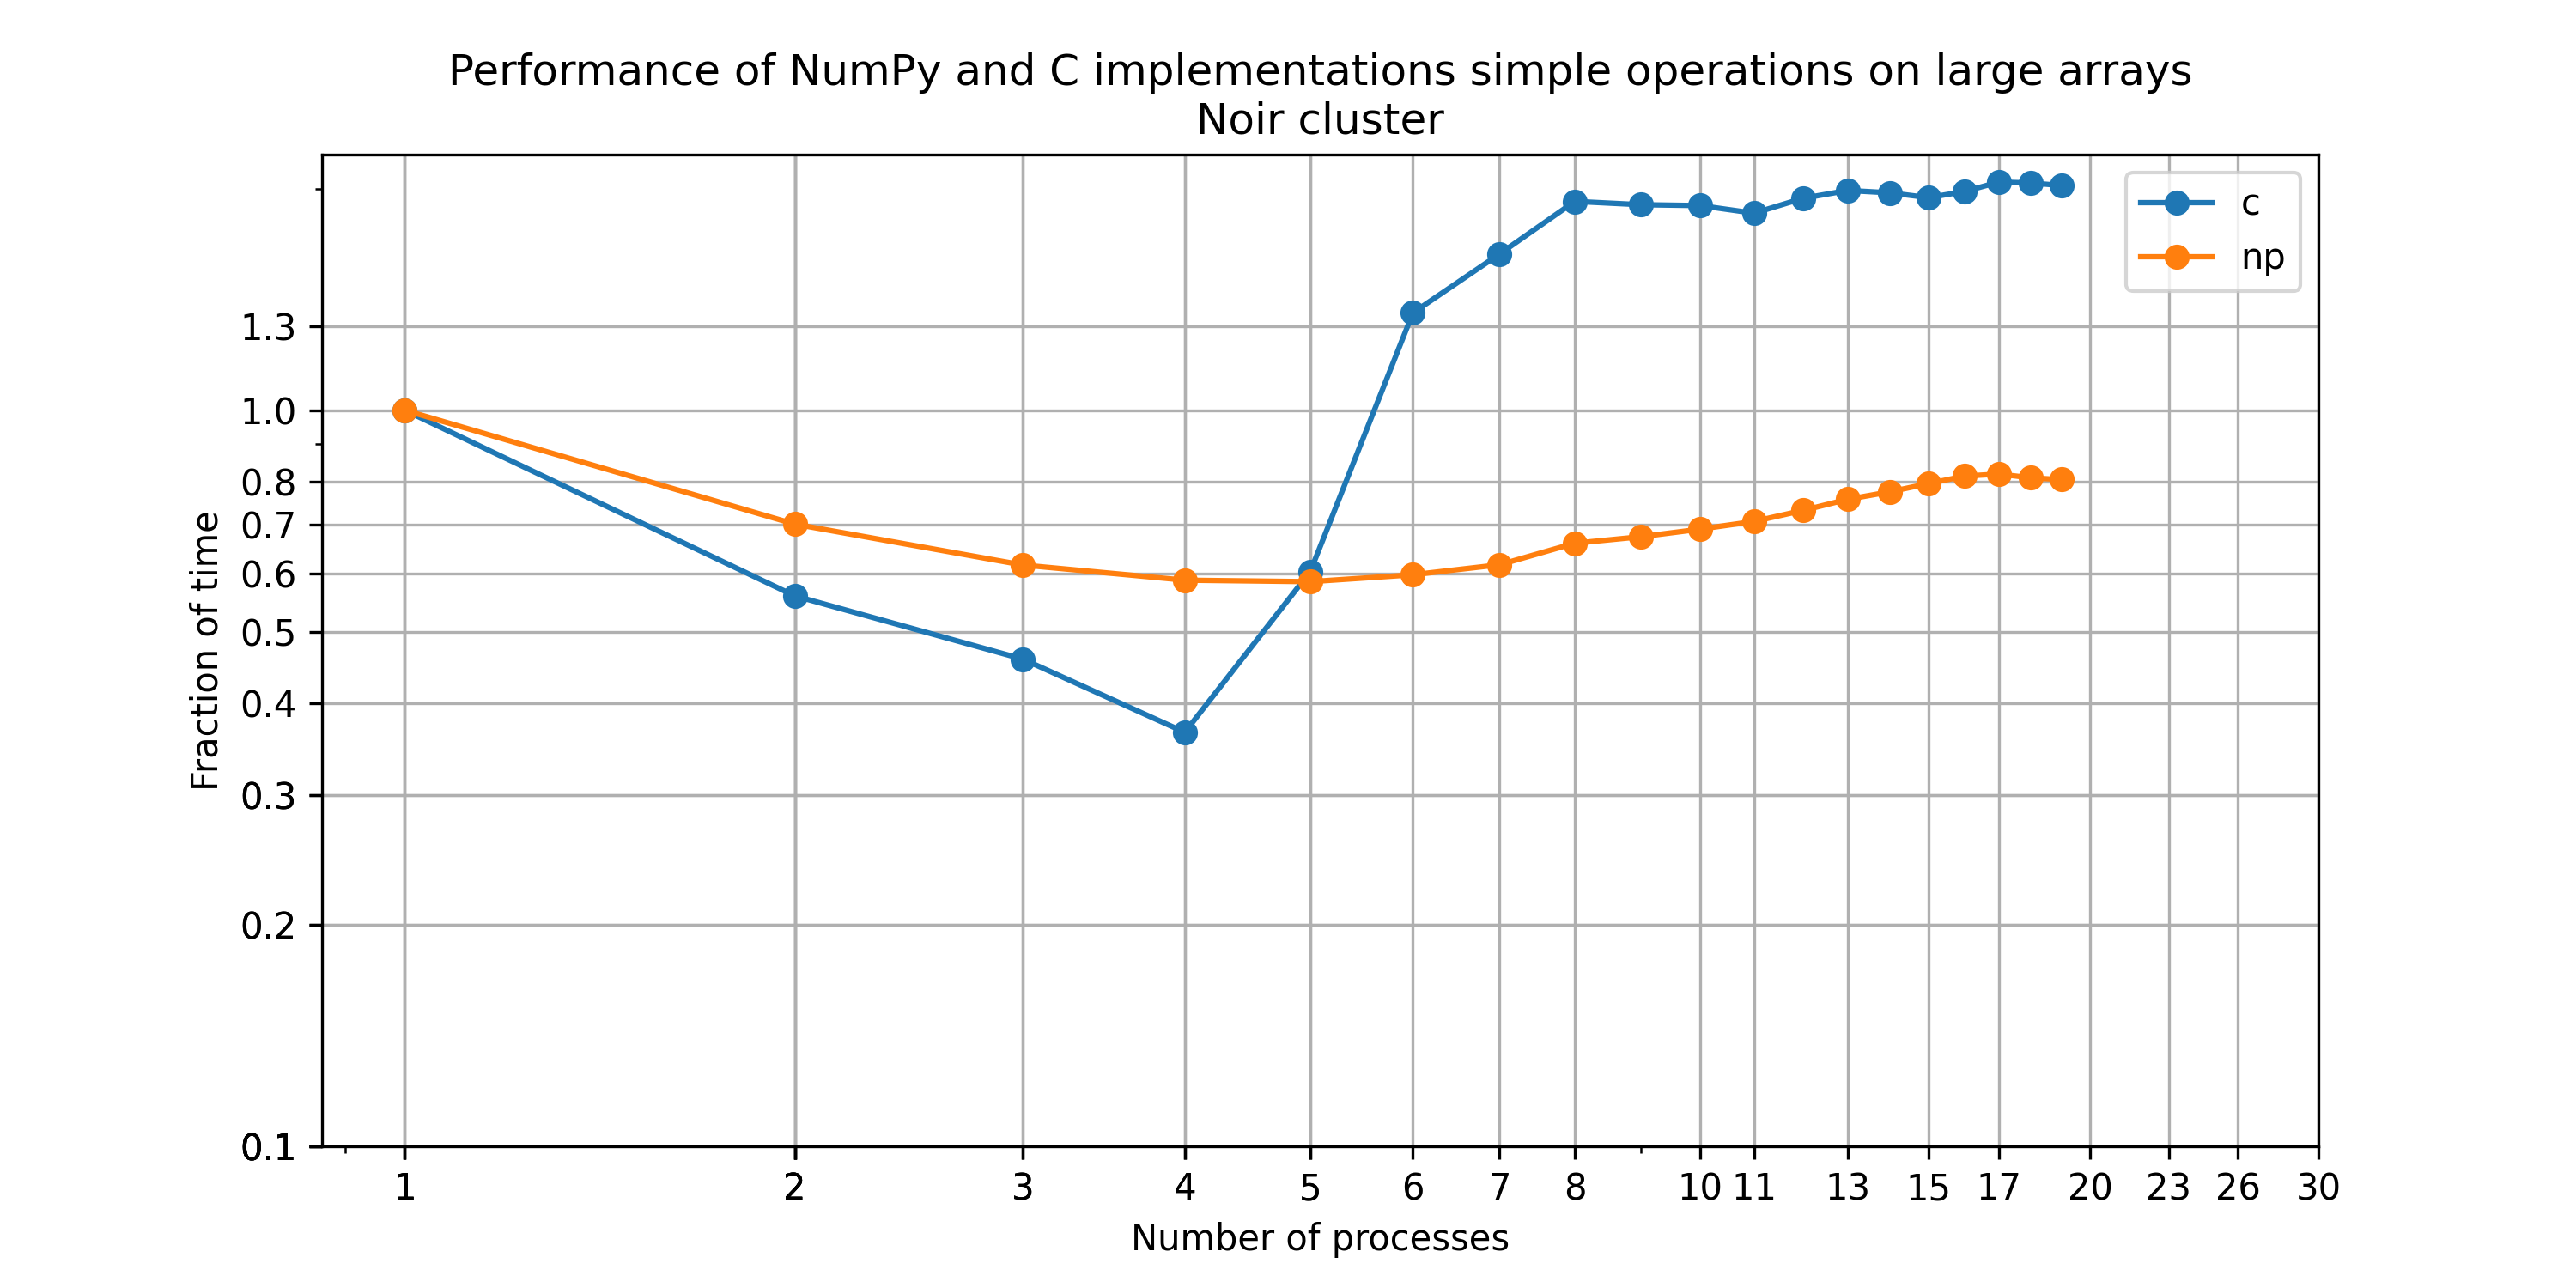 Performance of NumPy and C implementations simple operations on large arrays
Noir cluster
c
np
Fraction of time
1.3
1.0
0.8
0.7
0.6
0.5
0.4
0.3
0.2
0.1
1 2 3 4 5 6 7 8 10 11 13 15 17 20 23 26 30
Number of processes